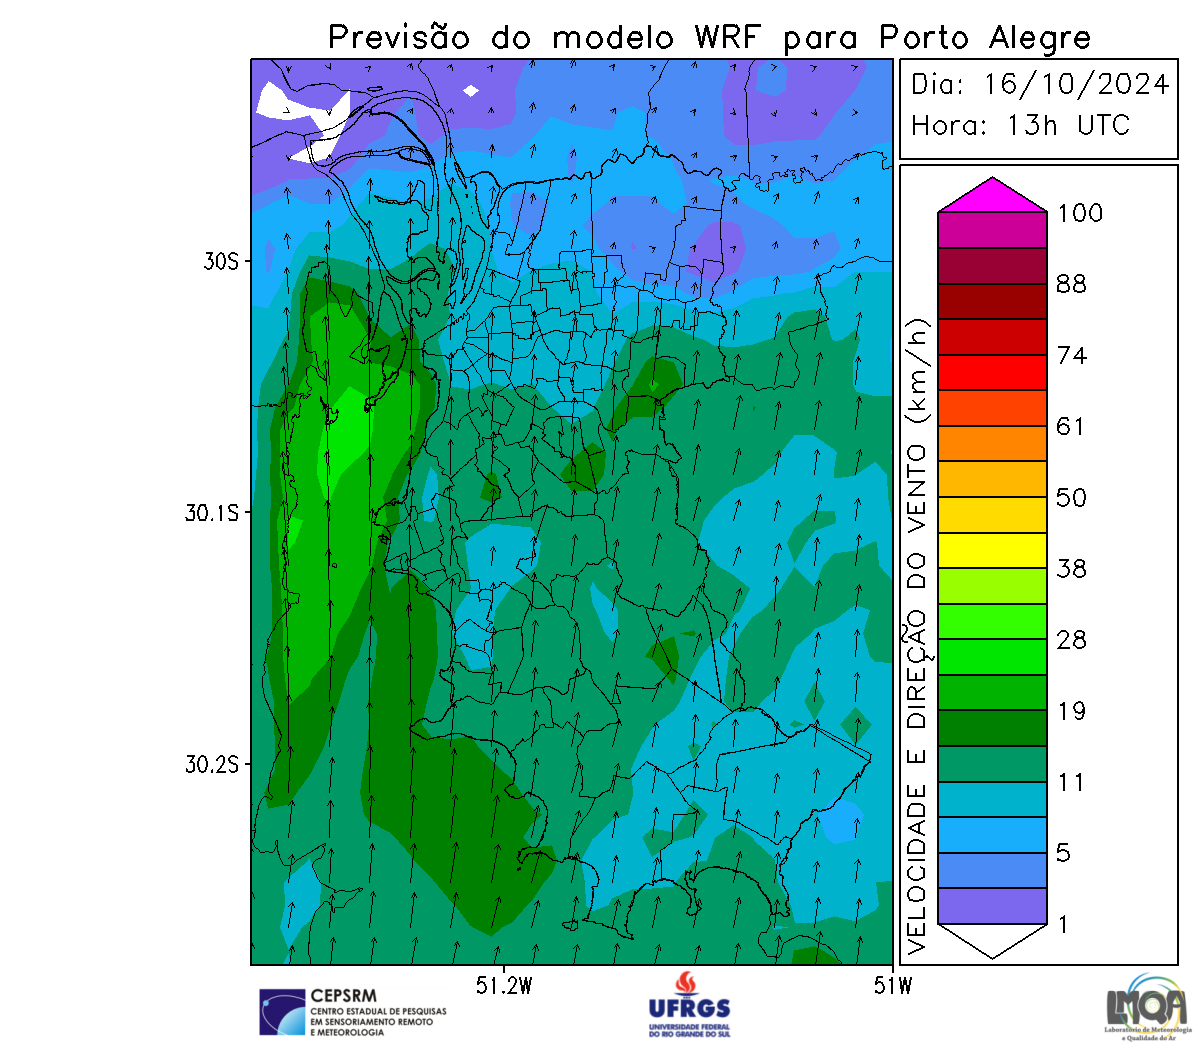 Previsão do modelo WRF para Porto Alegre
Dia: 16/10/2024
Hora: 13h UTC
30S
30.1S
30.2S
51.2W
51W
VELOCIDADE E DIREÇÃO DO VENTO (km/h)
100
88
74
61
50
38
28
19
11
5
1
CEPSRM
CENTRO ESTADUAL DE PESQUISAS
EM SENSORIAMENTO REMOTO
E METEOROLOGIA
UFRGS
UNIVERSIDADE FEDERAL
DO RIO GRANDE DO SUL
LMQA
Laboratório de Meteorologia
e Qualidade do Ar